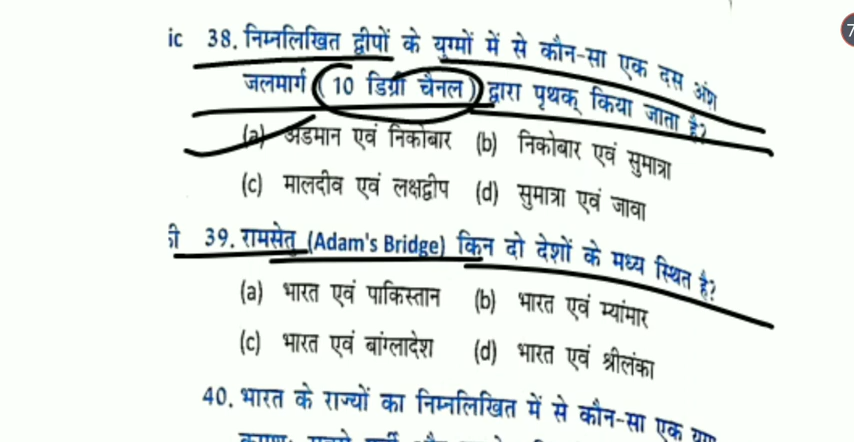 ic 38. निम्नलिखित द्वीपों के युग्मों में से कौन-सा एक दस अंश
जलमार्ग (10 डिग्री चैनल) द्वारा पृथक् किया जाता है?
(a) अंडमान एवं निकोबार (b) निकोबार एवं सुमात्रा
(c) मालदीव एवं लक्षद्वीप (d) सुमात्रा एवं जावा
39. रामसेतु (Adam's Bridge) किन दो देशों के मध्य स्थित है?
(a) भारत एवं पाकिस्तान (b) भारत एवं म्यांमार
(c) भारत एवं बांग्लादेश (d) भारत एवं श्रीलंका
40. भारत के राज्यों का निम्नलिखित में से कौन-सा एक